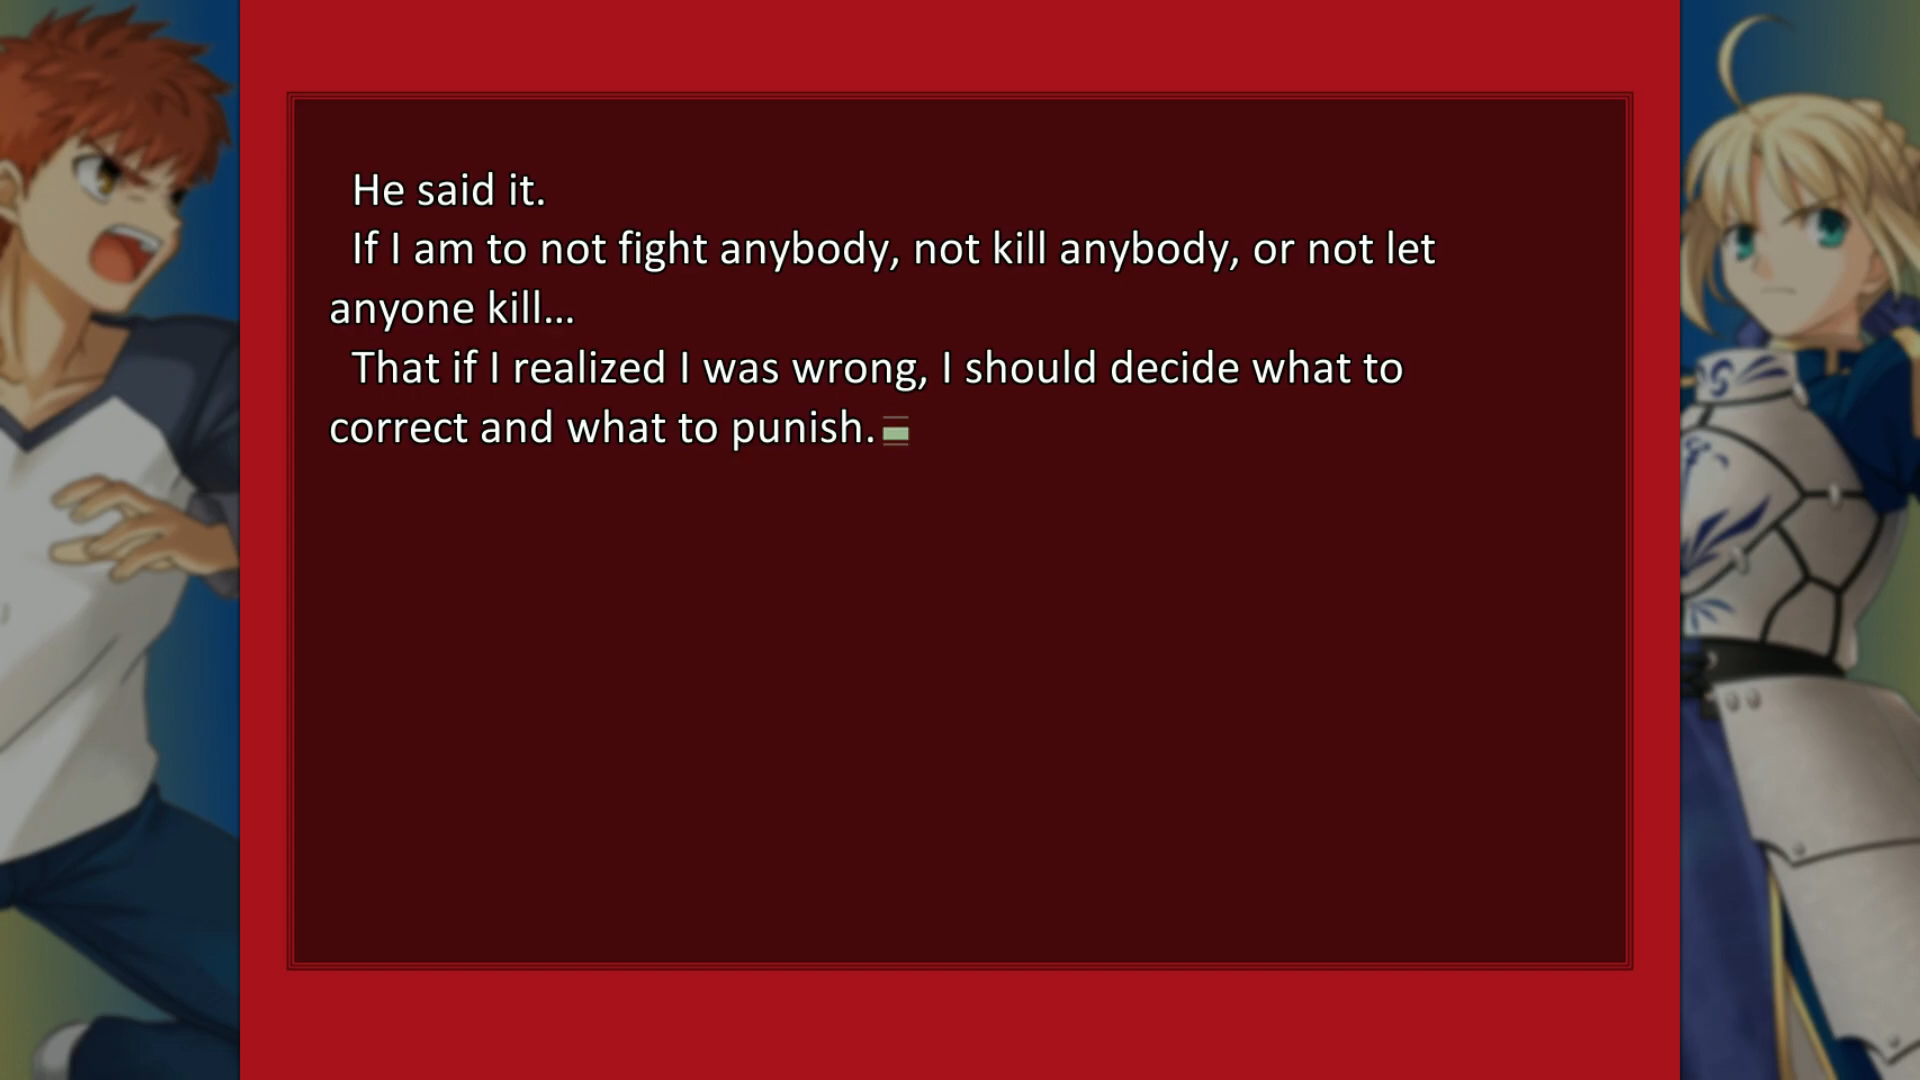 He said it.
If I am to not fight anybody, not kill anybody, or not let
anyone kill...
That if I realized I was wrong, I should decide what to
correct and what to punish.